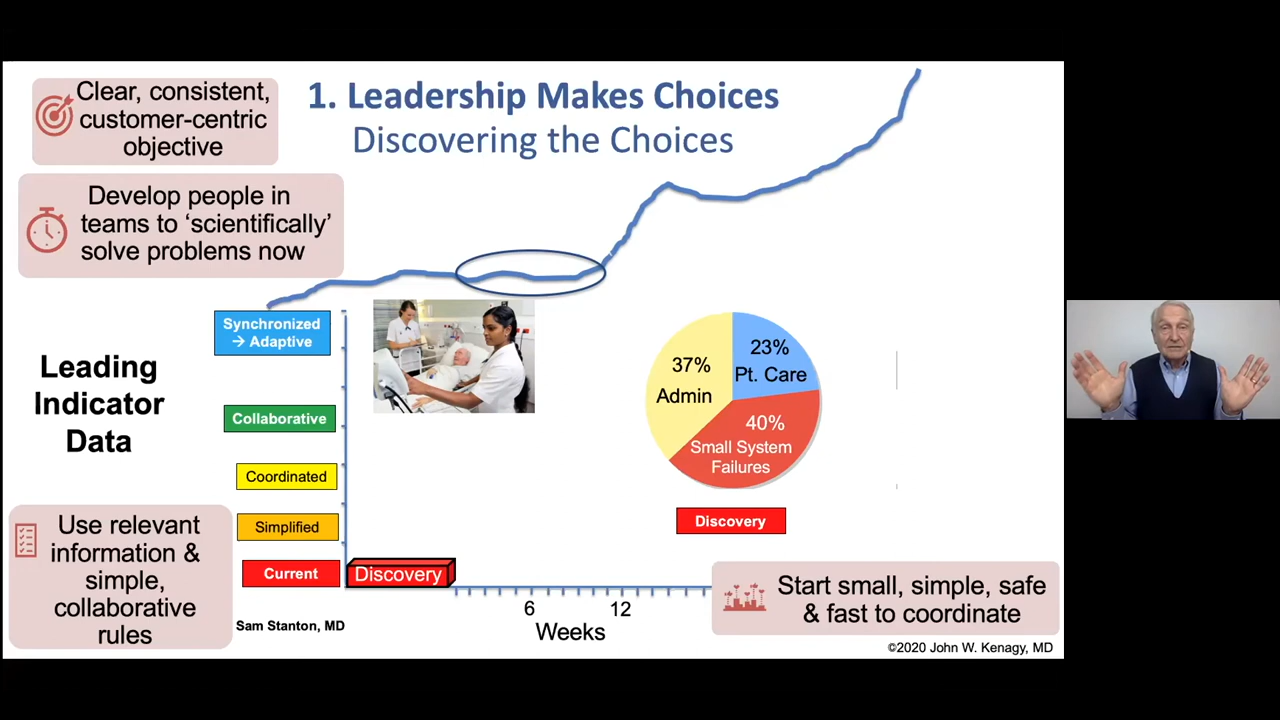 1. Leadership Makes Choices
Discovering the Choices
Clear, consistent,
customer-centric
objective
Develop people in
teams to ‘scientifically’
solve problems now
Leading
Indicator
Data
Synchronized
→ Adaptive
Collaborative
Coordinated
Simplified
Current
Discovery
Use relevant
information &
simple,
collaborative
rules
Sam Stanton, MD
6
12
Weeks
37%
Admin
23%
Pt. Care
40%
Small System
Failures
Discovery
Start small, simple, safe
& fast to coordinate
©2020 John W. Kenagy, MD